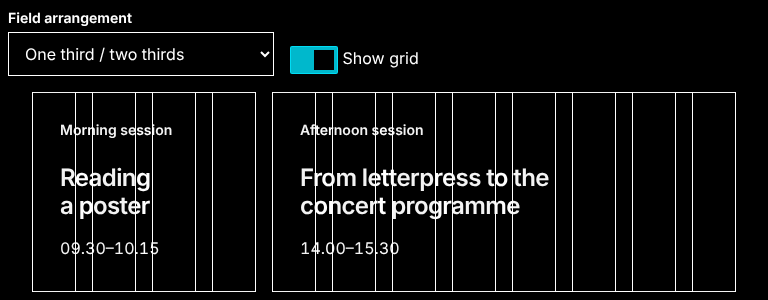 Field arrangement
One third / two thirds
Show grid
Morning session
Reading
a poster
09.30–10.15
Afternoon session
From letterpress to the
concert programme
14.00–15.30